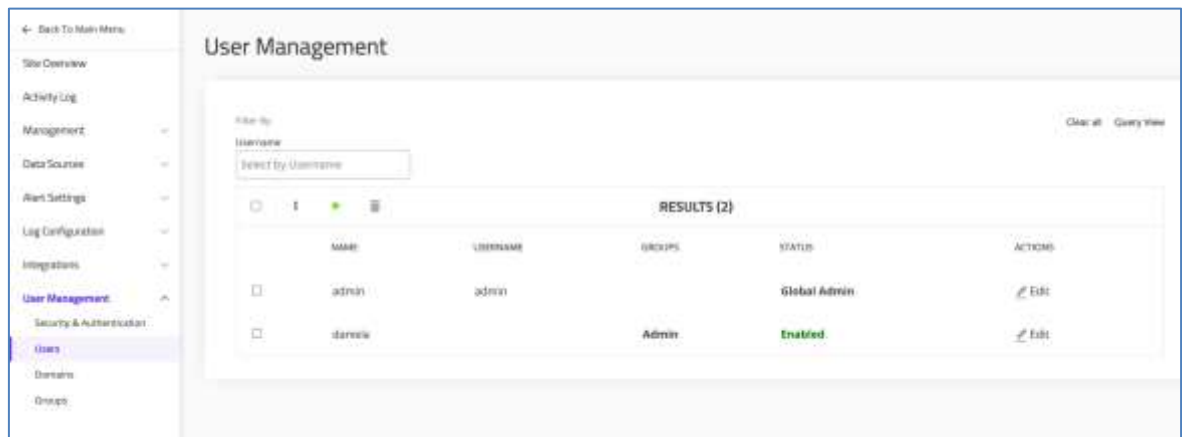 ← Back To Main Menu
Site Overview
Activity Log
Management
Data Sources
Alert Settings
Log Configuration
Integrations
User Management
Security & Authentication
Users
Domains
Groups
User Management
Filter By
Clear all Query View
Username
Select by Username
RESULTS (2)
NAME USERNAME GROUPS STATUS ACTIONS
admin admin Global Admin Edit
daniela Admin Enabled Edit